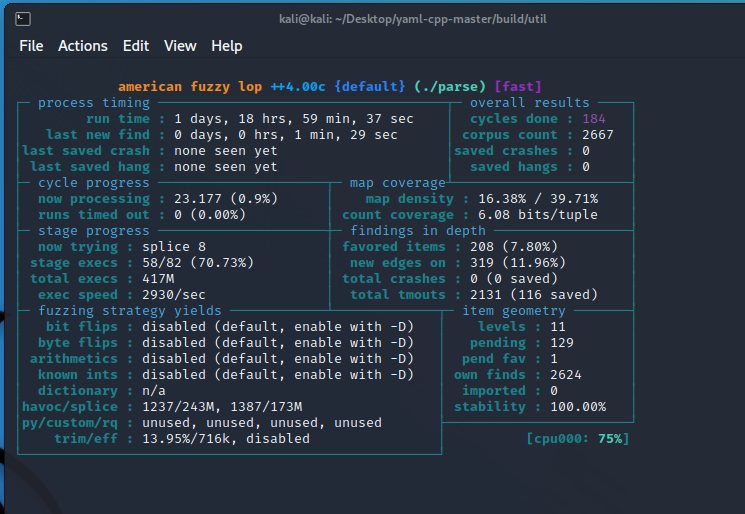 kali@kali: ~/Desktop/yaml-cpp-master/build/util
File Actions Edit View Help
american fuzzy lop ++4.00c {default} (./parse) [fast]
process timing overall results
run time : 1 days, 18 hrs, 59 min, 37 sec cycles done : 184
last new find : 0 days, 0 hrs, 1 min, 29 sec corpus count : 2667
last saved crash : none seen yet saved crashes : 0
last saved hang : none seen yet saved hangs : 0
cycle progress map coverage
now processing : 23.177 (0.9%) map density : 16.38% / 39.71%
runs timed out : 0 (0.00%) count coverage : 6.08 bits/tuple
stage progress findings in depth
now trying : splice 8 favored items : 208 (7.80%)
stage execs : 58/82 (70.73%) new edges on : 319 (11.96%)
total execs : 417M total crashes : 0 (0 saved)
exec speed : 2930/sec total tmouts : 2131 (116 saved)
fuzzing strategy yields item geometry
bit flips : disabled (default, enable with -D) levels : 11
byte flips : disabled (default, enable with -D) pending : 129
arithmetics : disabled (default, enable with -D) pend fav : 1
known ints : disabled (default, enable with -D) own finds : 2624
dictionary : n/a imported : 0
havoc/splice : 1237/243M, 1387/173M stability : 100.00%
py/custom/rq : unused, unused, unused, unused
trim/eff : 13.95%/716k, disabled [cpu000: 75%]